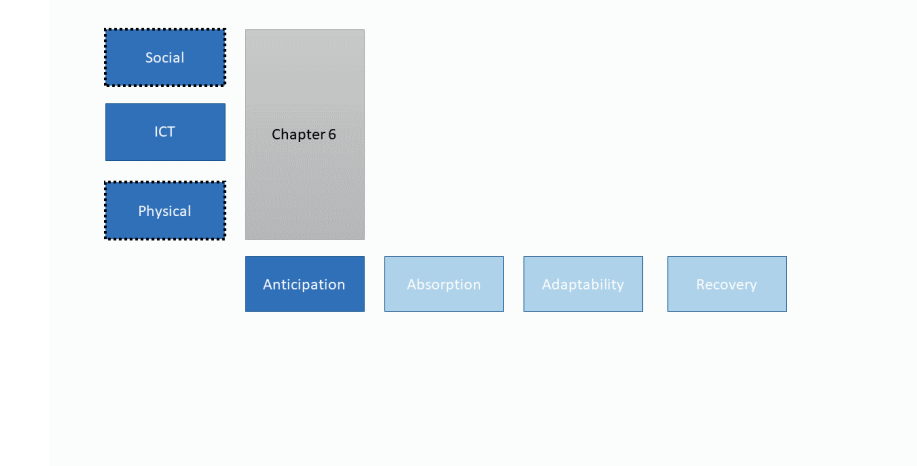 Social
ICT
Chapter 6
Physical
Anticipation
Absorption
Adaptability
Recovery